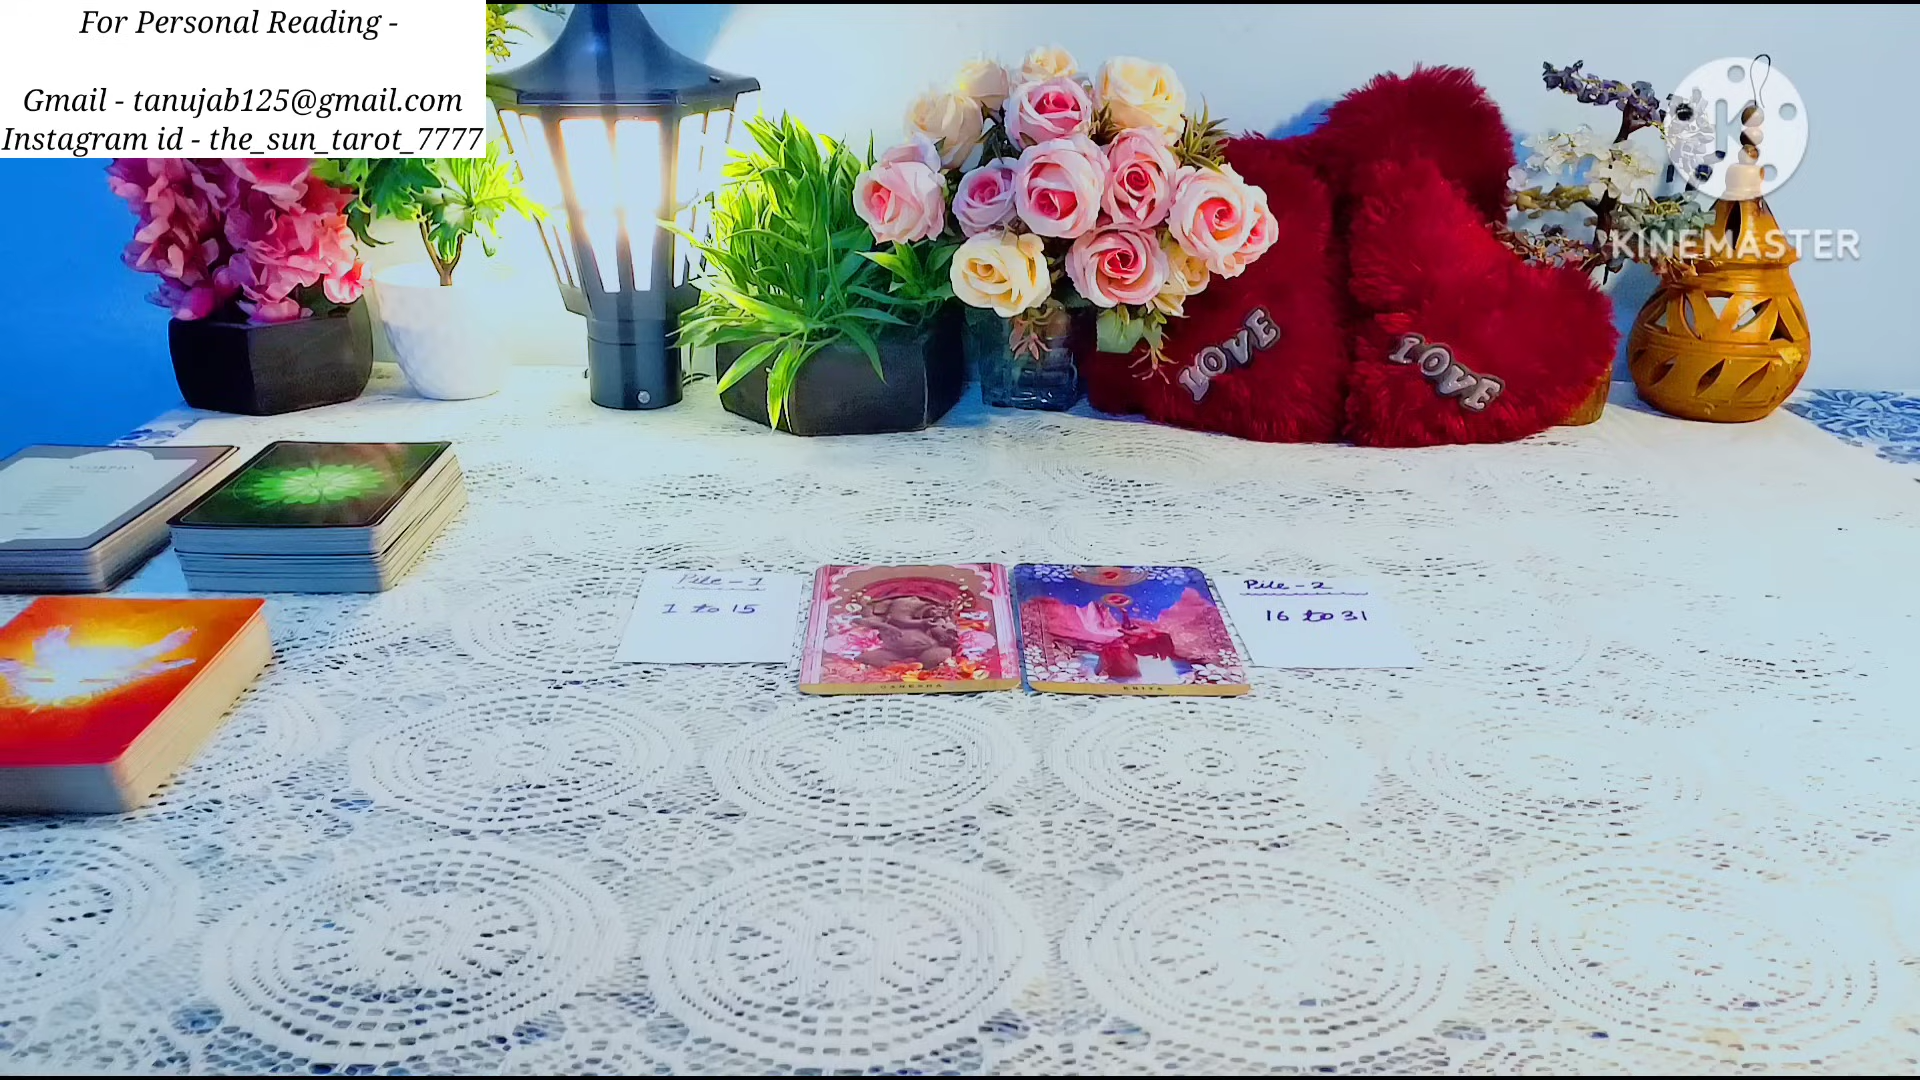 For Personal Reading -
Gmail - tanujab125@gmail.com
Instagram id - the_sun_tarot_7777
KINEMASTER
LOVE
LOVE
Pile - 1
1 to 15
Pile - 2
16 to 31
GANESHA